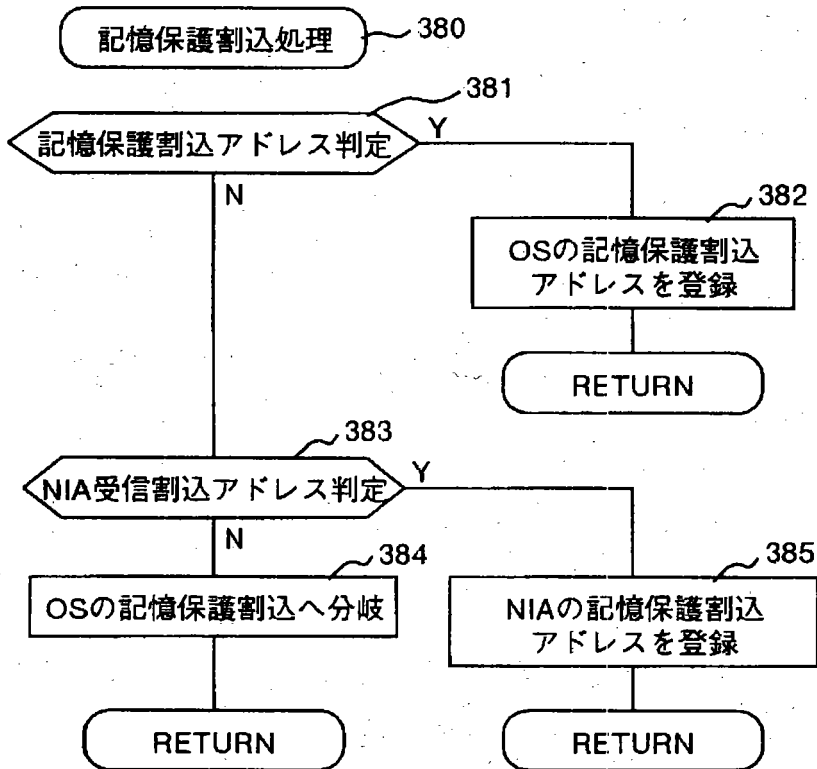 記憶保護割込処理
380
381
記憶保護割込アドレス判定
Y
N
382
OSの記憶保護割込
アドレスを登録
RETURN
383
NIA受信割込アドレス判定
Y
N
384
OSの記憶保護割込へ分岐
385
NIAの記憶保護割込
アドレスを登録
RETURN
RETURN